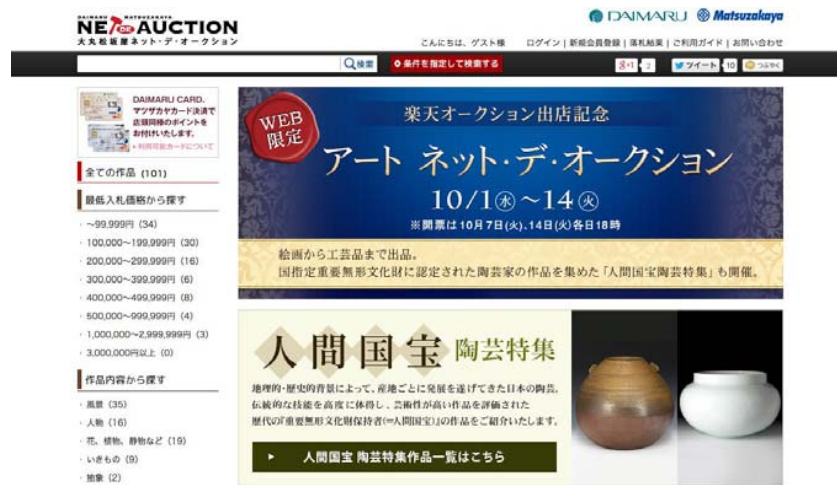 DAIMARU MATSUZAKAYA
NET DE AUCTION
大丸松坂屋ネット・デ・オークション
DAIMARU Matsuzakaya
こんにちは、ゲスト様 ログイン | 新規会員登録 | 落札結果 | ご利用ガイド | お問い合わせ
検索 条件を指定して検索する
g+1 2 ツイート 10 つぶやく
DAIMARU CARD、
マツザカヤカード決済で
店頭同様のポイントを
お付けいたします。
利用可能カードについて
全ての作品 (101)
最低入札価格から探す
~99,999円 (34)
100,000~199,999円 (30)
200,000~299,999円 (16)
300,000~399,999円 (6)
400,000~499,999円 (8)
500,000~999,999円 (4)
1,000,000~2,999,999円 (3)
3,000,000円以上 (0)
作品内容から探す
風景 (35)
人物 (16)
花、植物、静物など (19)
いきもの (9)
抽象 (2)
WEB
限定
楽天オークション出店記念
アート ネット・デ・オークション
10/1㊌~14㊋
※開票は10月7日(火)、14日(火)各日18時
絵画から工芸品まで出品。
国指定重要無形文化財に認定された陶芸家の作品を集めた「人間国宝陶芸特集」も開催。
人間国宝 陶芸特集
地理的・歴史的背景によって、産地ごとに発展を遂げてきた日本の陶芸。
伝統的な技能を高度に体得し、芸術性が高い作品を評価された
歴代の『重要無形文化財保持者(=人間国宝)』の作品をご紹介いたします。
人間国宝 陶芸特集作品一覧はこちら